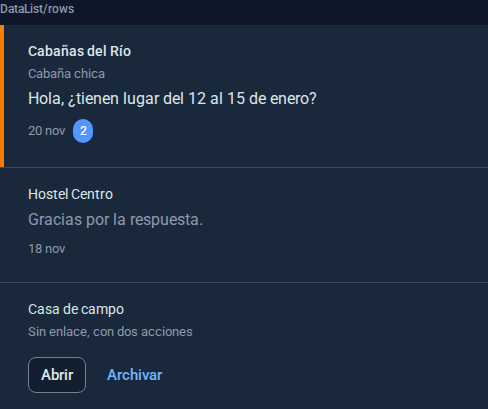 DataList/rows
Cabañas del Río
Cabaña chica
Hola, ¿tienen lugar del 12 al 15 de enero?
20 nov 2
Hostel Centro
Gracias por la respuesta.
18 nov
Casa de campo
Sin enlace, con dos acciones
Abrir Archivar